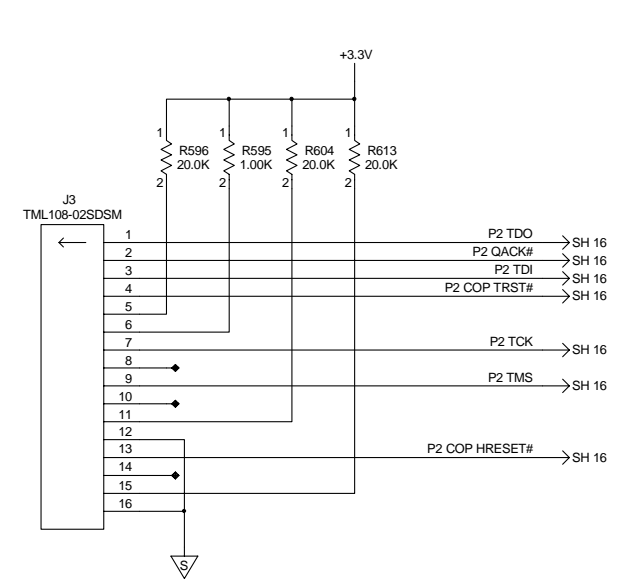 +3.3V
1 1 1 1
R596 R595 R604 R613
20.0K 1.00K 20.0K 20.0K
2 2 2 2
J3
TML108-02SDSM
1 P2 TDO SH 16
2 P2 QACK# SH 16
3 P2 TDI SH 16
4 P2 COP TRST# SH 16
5
6
7 P2 TCK SH 16
8
9 P2 TMS SH 16
10
11
12
13 P2 COP HRESET# SH 16
14
15
16
S